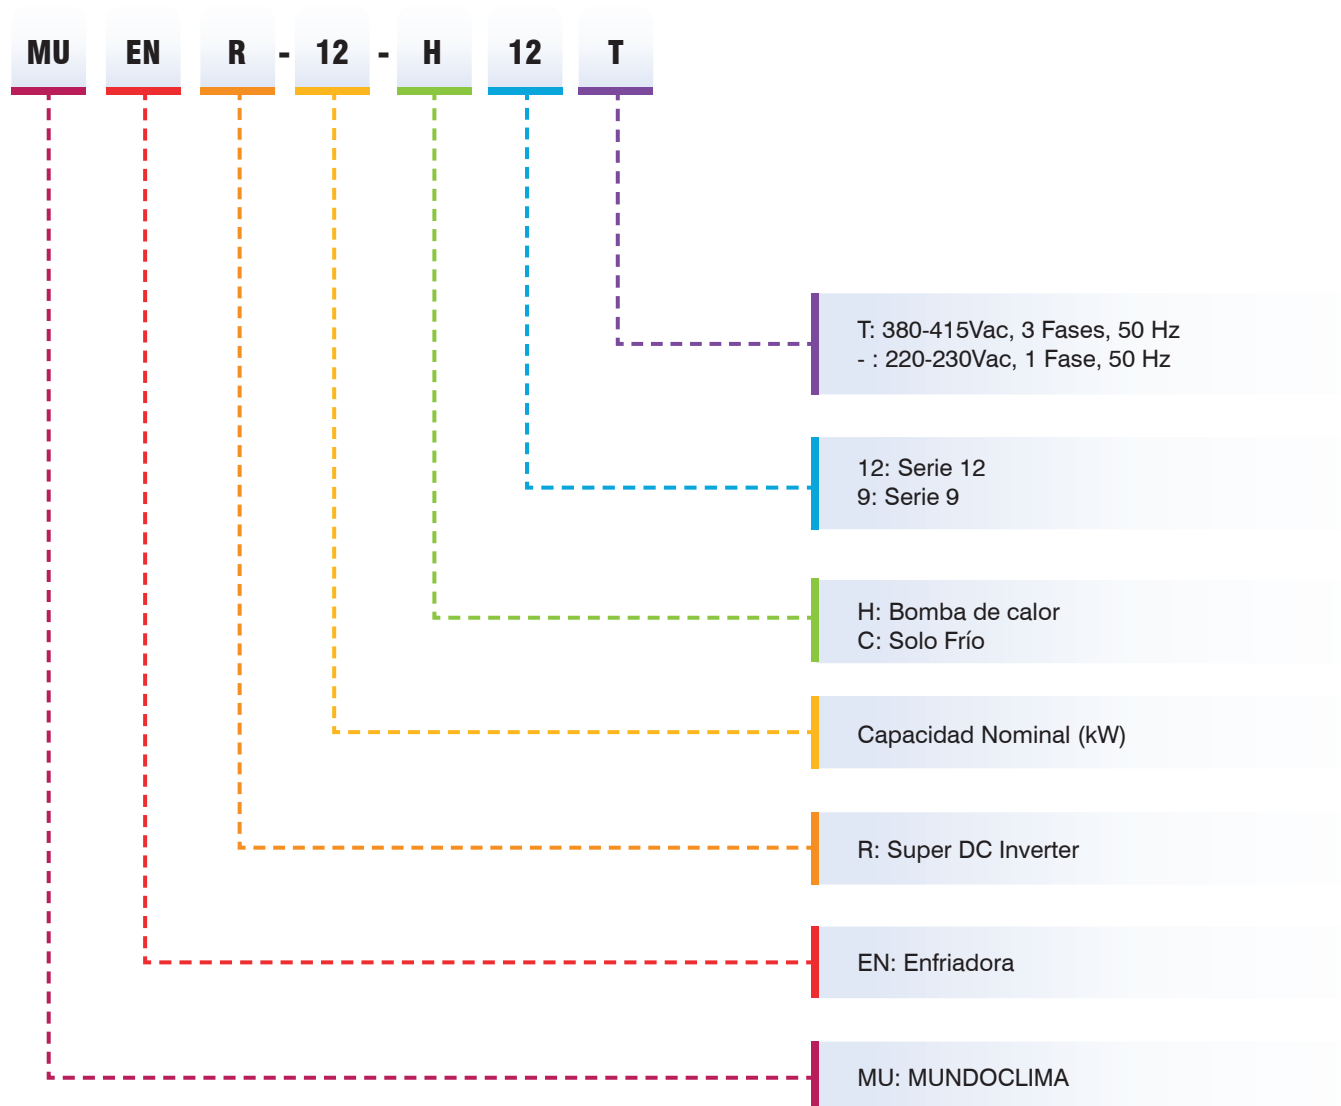 MU EN R - 12 - H 12 T
T: 380-415Vac, 3 Fases, 50 Hz
- : 220-230Vac, 1 Fase, 50 Hz
12: Serie 12
9: Serie 9
H: Bomba de calor
C: Solo Frío
Capacidad Nominal (kW)
R: Super DC Inverter
EN: Enfriadora
MU: MUNDOCLIMA